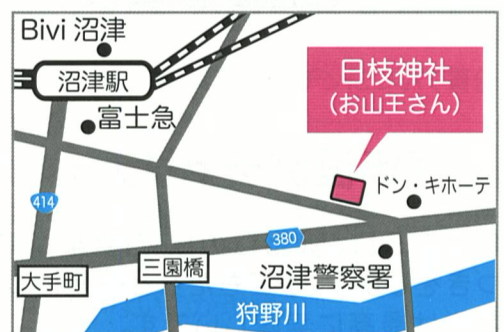 Bivi 沼津
沼津駅
富士急
日枝神社
(お山王さん)
ドン・キホーテ
414
380
大手町
三園橋
沼津警察署
狩野川